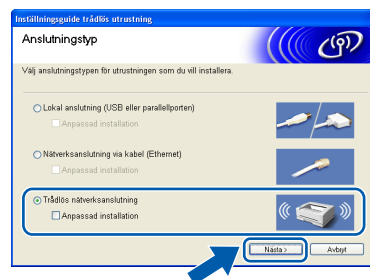 Inställningsguide trådlös utrustning
Anslutningstyp
Välj anslutningstypen för utrustningen som du vill installera.
Lokal anslutning (USB eller parallellporten)
Anpassad installation
Nätverksanslutning via kabel (Ethernet)
Anpassad installation
Trådlös nätverksanslutning
Anpassad installation
Nästa >
Avbryt